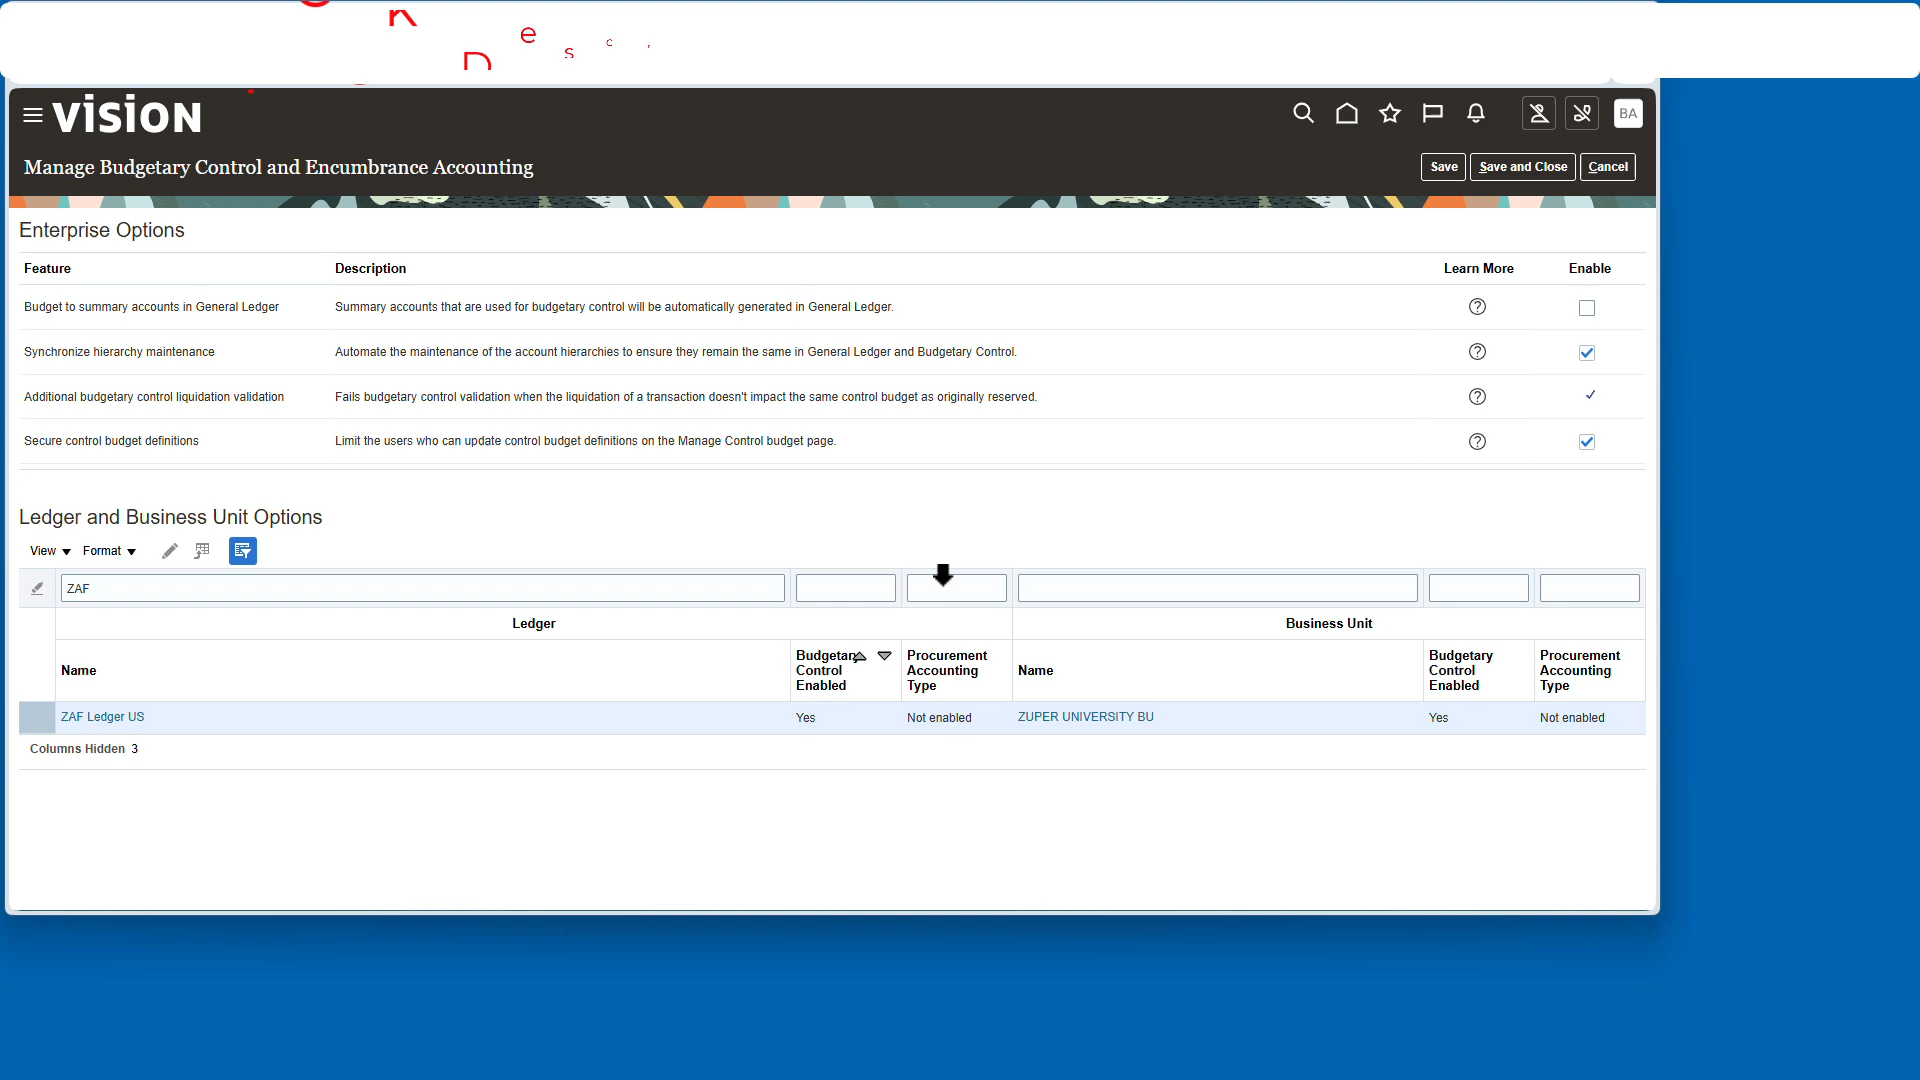 R
D
e
s
c
vision
BA
Manage Budgetary Control and Encumbrance Accounting
Save
Save and Close
Cancel
Enterprise Options
Feature Description Learn More Enable
Budget to summary accounts in General Ledger Summary accounts that are used for budgetary control will be automatically generated in General Ledger.
Synchronize hierarchy maintenance Automate the maintenance of the account hierarchies to ensure they remain the same in General Ledger and Budgetary Control.
Additional budgetary control liquidation validation Fails budgetary control validation when the liquidation of a transaction doesn't impact the same control budget as originally reserved.
Secure control budget definitions Limit the users who can update control budget definitions on the Manage Control budget page.
Ledger and Business Unit Options
View Format
ZAF
Ledger Business Unit
Name
Budgetary
Control
Enabled
Procurement
Accounting
Type
Name
Budgetary
Control
Enabled
Procurement
Accounting
Type
ZAF Ledger US Yes Not enabled ZUPER UNIVERSITY BU Yes Not enabled
Columns Hidden 3